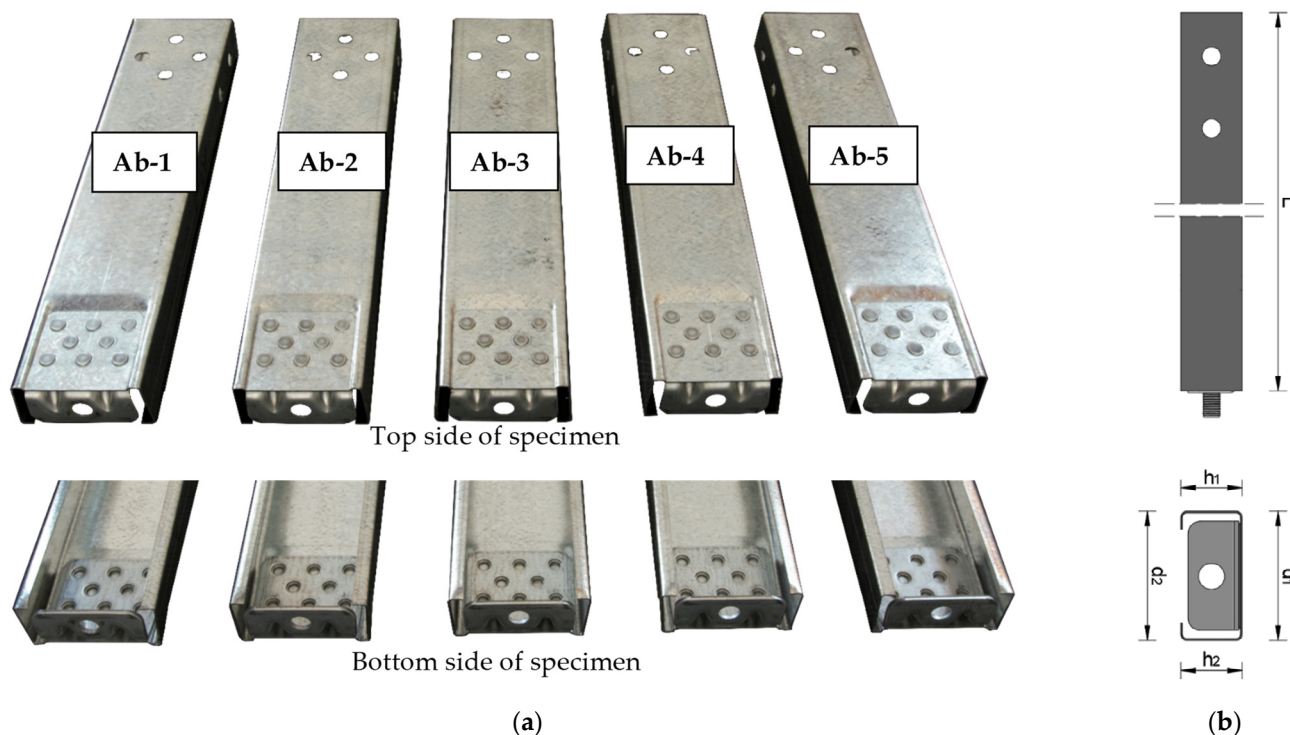 Ab-1
Ab-2
Ab-3
Ab-4
Ab-5
Top side of specimen
Bottom side of specimen
(a)
L
h1
d2
d1
h2
(b)